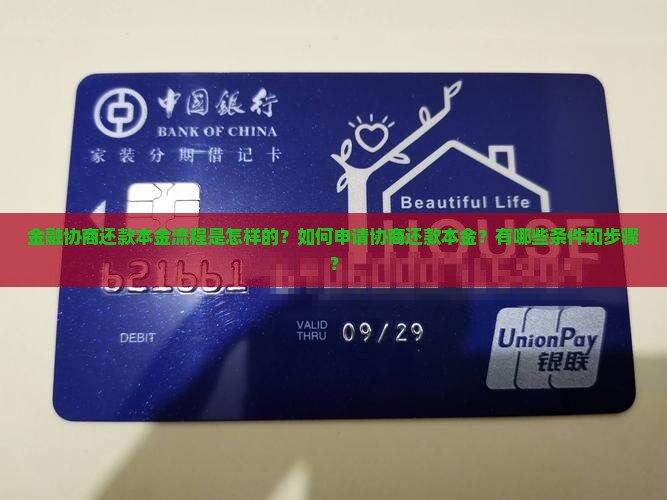 中国银行
BANK OF CHINA
家装分期借记卡
Beautiful Life
HOUSE
金融协商还款本金流程是怎样的？如何申请协商还款本金？有哪些条件和步骤
？
621661
DEBIT
VALID
THRU
09/29
UnionPay
银联